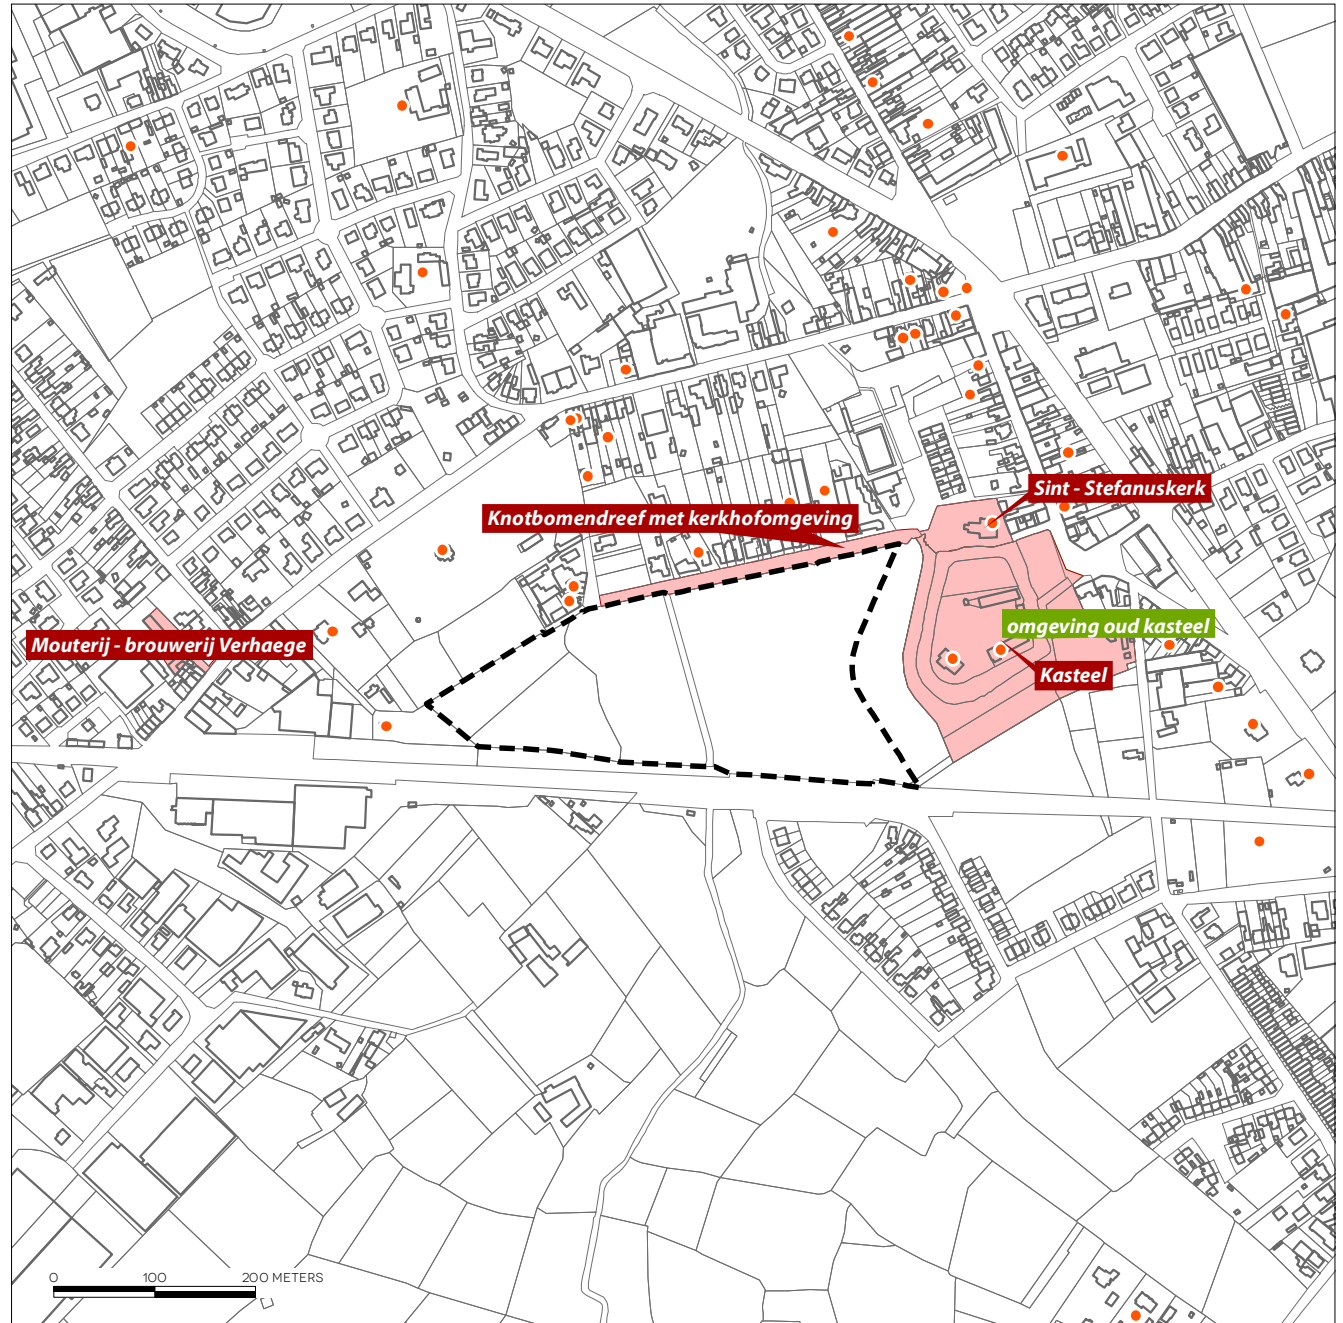 Sint - Stefanuskerk
Knotbomendreef met kerkhofomgeving
omgeving oud kasteel
Mouterij - brouwerij Verhaege
Kasteel
0 100 200 METERS